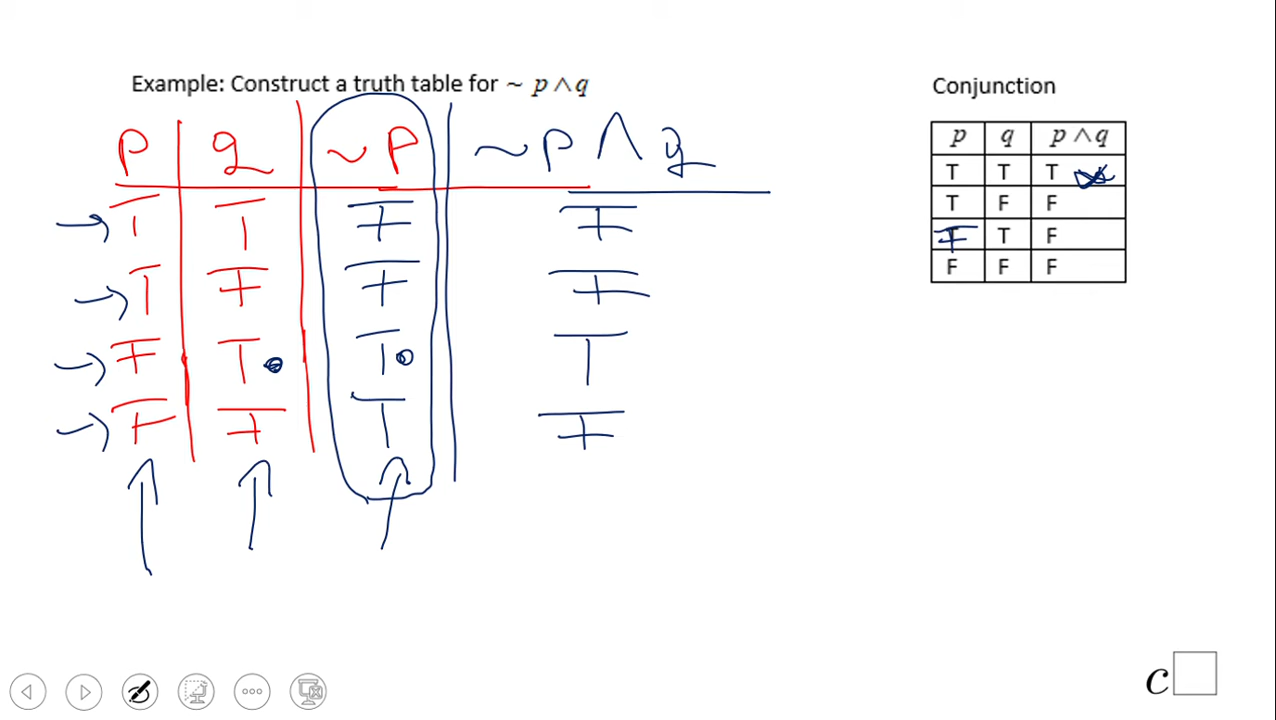 Example: Construct a truth table for ~ p ∧ q
p q ~ p ~ p ∧ q
T T F F
T F F F
F T T T
F F T F
Conjunction
p q p ∧ q
T T T
T F F
F T F
F F F
c